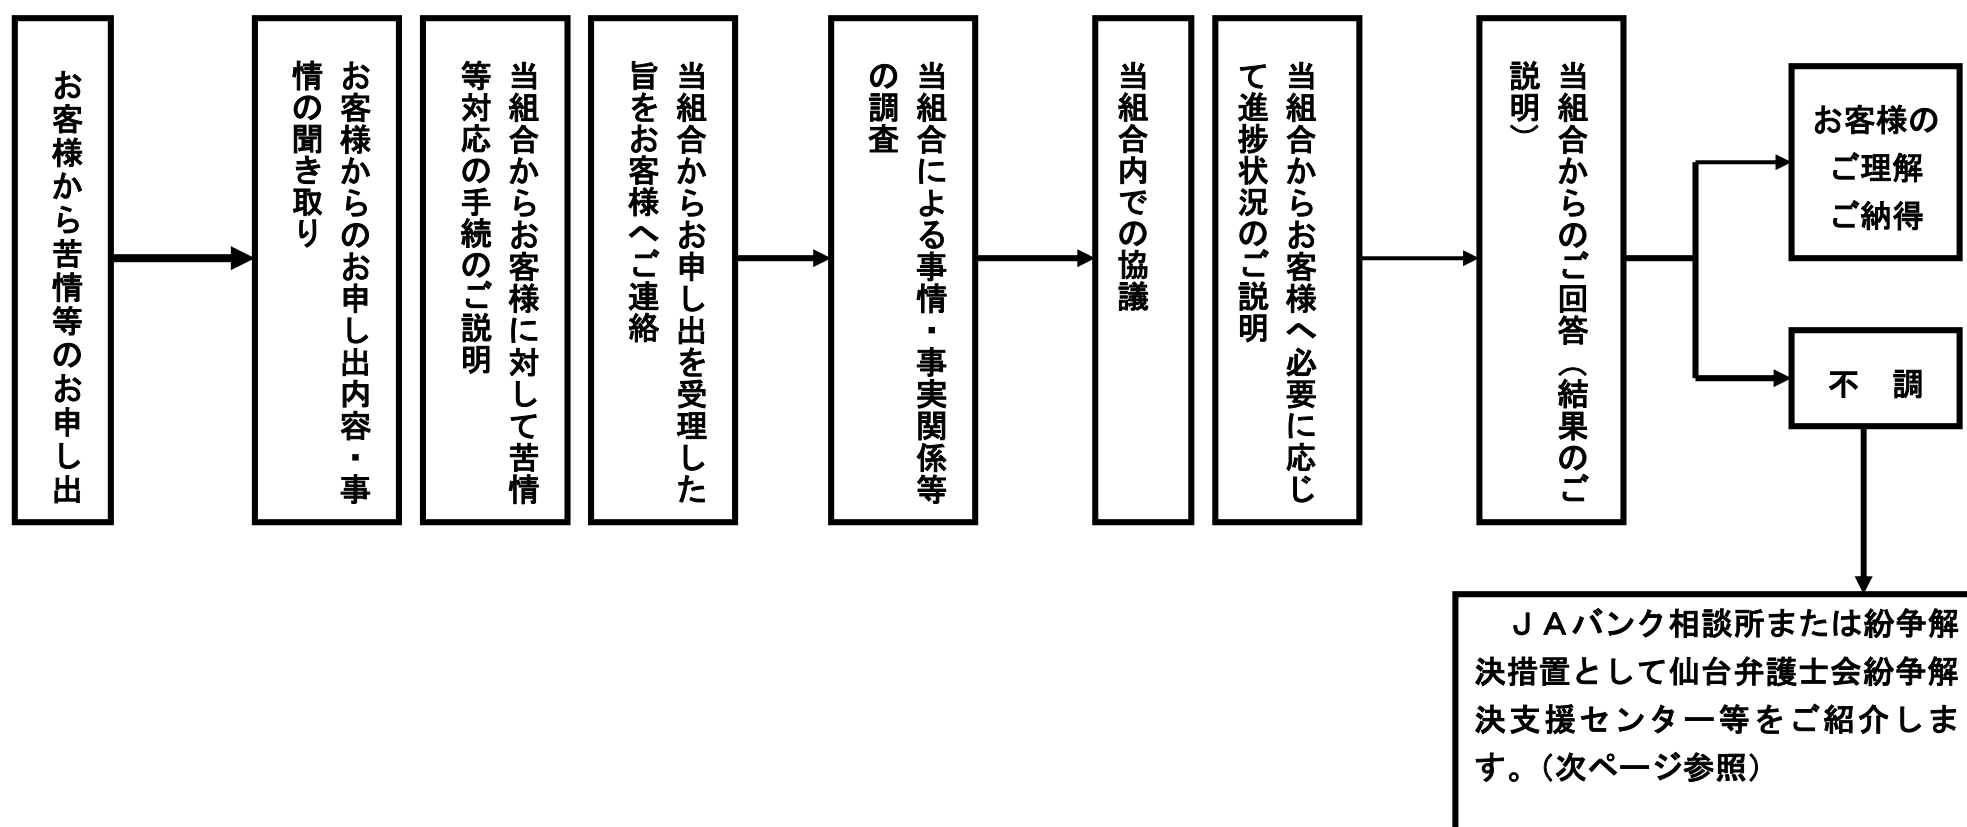 お客様から苦情等のお申し出
お客様からのお申し出内容・事
情の聞き取り
当組合からお客様に対して苦情
等対応の手続のご説明
当組合からお申し出を受理した
旨をお客様へご連絡
当組合による事情・事実関係等
の調査
当組合内での協議
当組合からお客様へ必要に応じ
て進捗状況のご説明
当組合からのご回答（結果のご
説明）
お客様の
ご理解
ご納得
不　調
ＪＡバンク相談所または紛争解
決措置として仙台弁護士会紛争解
決支援センター等をご紹介しま
す。（次ページ参照）